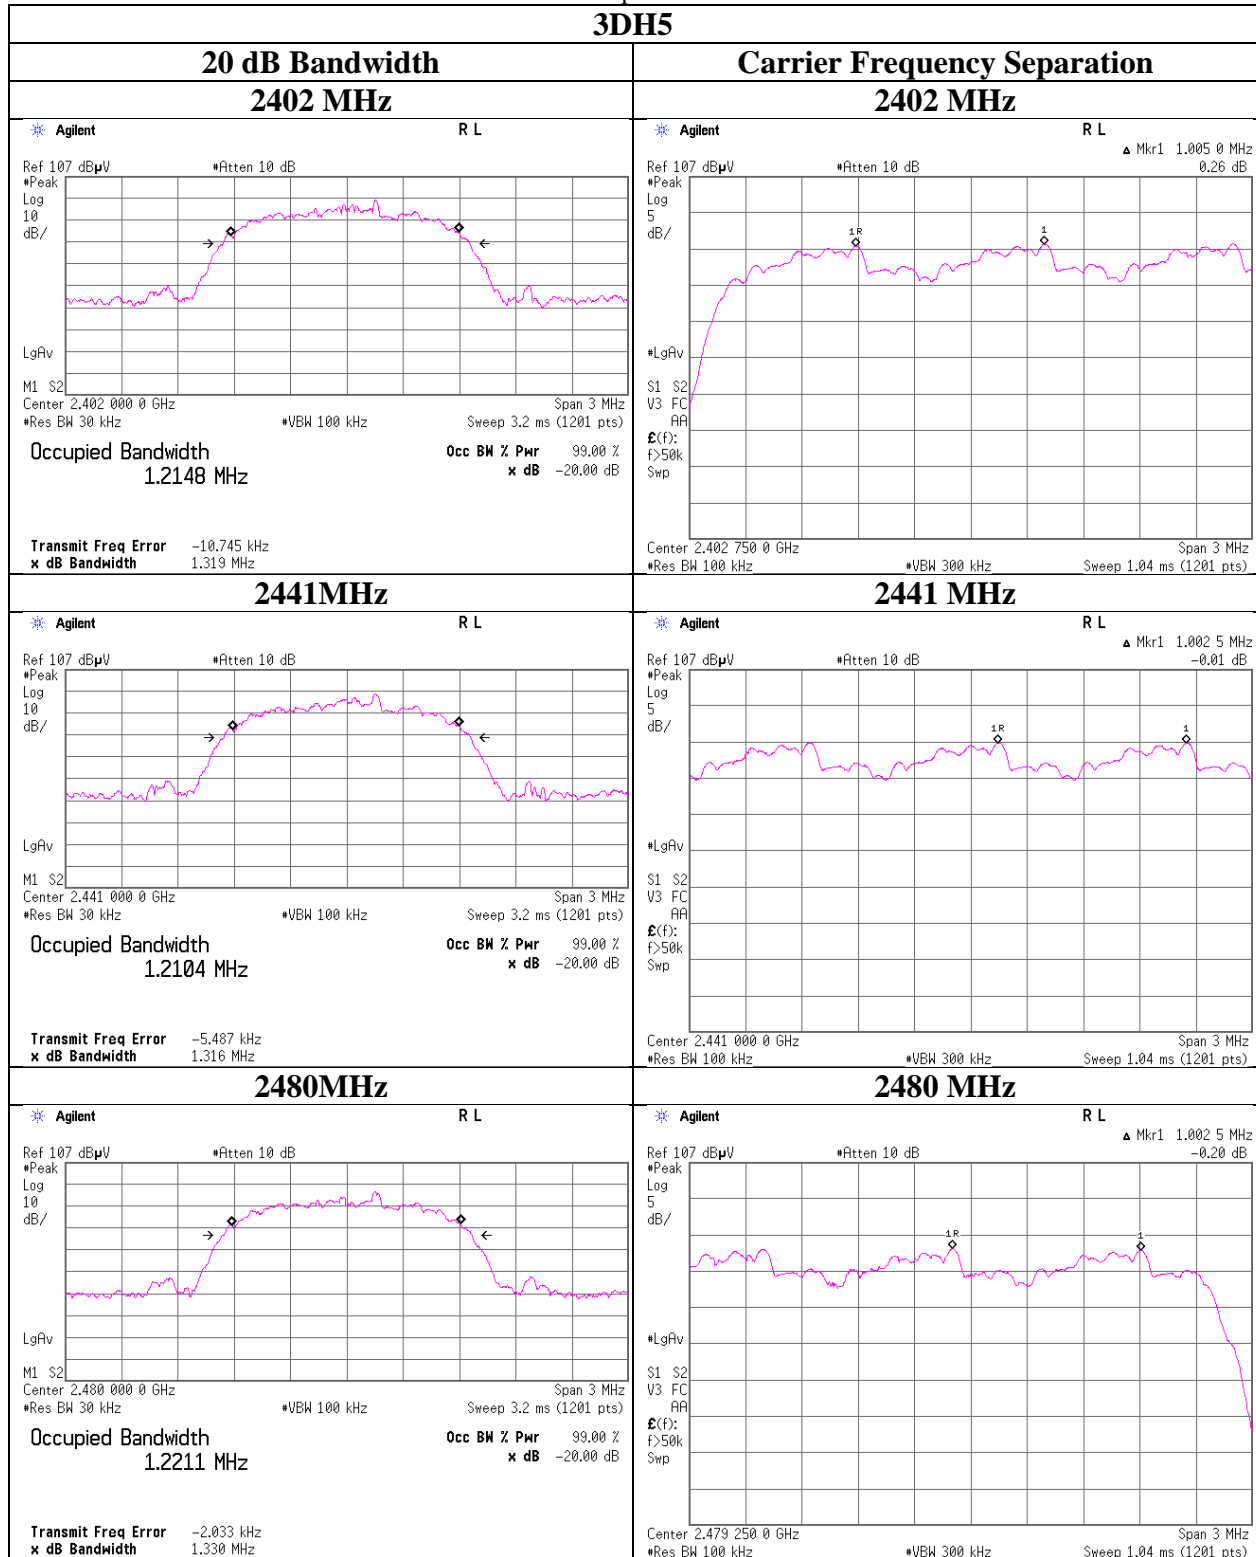 3DH5
20 dB Bandwidth
Carrier Frequency Separation
2402 MHz
2402 MHz
Agilent
R L
Ref 107 dBµV
#Atten 10 dB
#Peak
Log
10
dB/
LgAv
M1 S2
Center 2.402 000 0 GHz
Span 3 MHz
#Res BW 30 kHz
#VBW 100 kHz
Sweep 3.2 ms (1201 pts)
Occupied Bandwidth
1.2148 MHz
Occ BW % Pwr 99.00 %
x dB -20.00 dB
Transmit Freq Error -10.745 kHz
x dB Bandwidth 1.319 MHz
Agilent
R L
Δ Mkr1 1.005 0 MHz
Ref 107 dBµV
#Atten 10 dB
0.26 dB
#Peak
Log
5
dB/
1R
1
#LgAv
S1 S2
V3 FC
AA
£(f):
f>50k
Swp
Center 2.402 750 0 GHz
Span 3 MHz
#Res BW 100 kHz
#VBW 300 kHz
Sweep 1.04 ms (1201 pts)
2441MHz
2441 MHz
Agilent
R L
Ref 107 dBµV
#Atten 10 dB
#Peak
Log
10
dB/
LgAv
M1 S2
Center 2.441 000 0 GHz
Span 3 MHz
#Res BW 30 kHz
#VBW 100 kHz
Sweep 3.2 ms (1201 pts)
Occupied Bandwidth
1.2104 MHz
Occ BW % Pwr 99.00 %
x dB -20.00 dB
Transmit Freq Error -5.487 kHz
x dB Bandwidth 1.316 MHz
Agilent
R L
Δ Mkr1 1.002 5 MHz
Ref 107 dBµV
#Atten 10 dB
-0.01 dB
#Peak
Log
5
dB/
1R
1
#LgAv
S1 S2
V3 FC
AA
£(f):
f>50k
Swp
Center 2.441 000 0 GHz
Span 3 MHz
#Res BW 100 kHz
#VBW 300 kHz
Sweep 1.04 ms (1201 pts)
2480MHz
2480 MHz
Agilent
R L
Ref 107 dBµV
#Atten 10 dB
#Peak
Log
10
dB/
LgAv
M1 S2
Center 2.480 000 0 GHz
Span 3 MHz
#Res BW 30 kHz
#VBW 100 kHz
Sweep 3.2 ms (1201 pts)
Occupied Bandwidth
1.2211 MHz
Occ BW % Pwr 99.00 %
x dB -20.00 dB
Transmit Freq Error -2.033 kHz
x dB Bandwidth 1.330 MHz
Agilent
R L
Δ Mkr1 1.002 5 MHz
Ref 107 dBµV
#Atten 10 dB
-0.20 dB
#Peak
Log
5
dB/
1R
1
#LgAv
S1 S2
V3 FC
AA
£(f):
f>50k
Swp
Center 2.479 250 0 GHz
Span 3 MHz
#Res BW 100 kHz
#VBW 300 kHz
Sweep 1.04 ms (1201 pts)